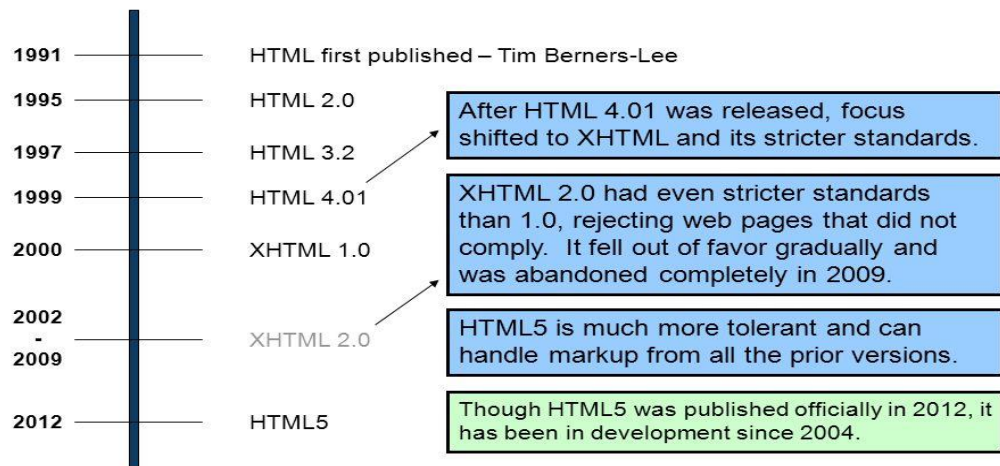 1991
HTML first published – Tim Berners-Lee
1995
HTML 2.0
1997
HTML 3.2
1999
HTML 4.01
2000
XHTML 1.0
2002
-
2009
XHTML 2.0
2012
HTML5
After HTML 4.01 was released, focus
shifted to XHTML and its stricter standards.
XHTML 2.0 had even stricter standards
than 1.0, rejecting web pages that did not
comply.  It fell out of favor gradually and
was abandoned completely in 2009.
HTML5 is much more tolerant and can
handle markup from all the prior versions.
Though HTML5 was published officially in 2012, it
has been in development since 2004.